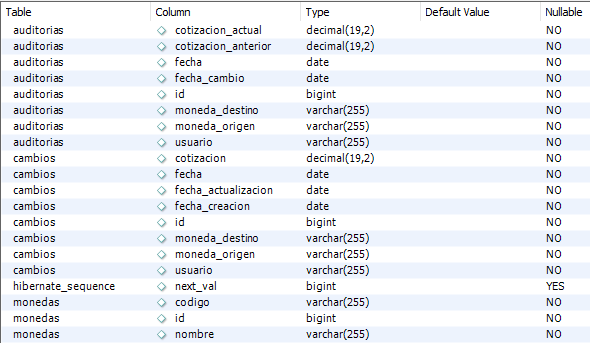 Table Column Type Default Value Nullable
auditorias cotizacion_actual decimal(19,2) NO
auditorias cotizacion_anterior decimal(19,2) NO
auditorias fecha date NO
auditorias fecha_cambio date NO
auditorias id bigint NO
auditorias moneda_destino varchar(255) NO
auditorias moneda_origen varchar(255) NO
auditorias usuario varchar(255) NO
cambios cotizacion decimal(19,2) NO
cambios fecha date NO
cambios fecha_actualizacion date NO
cambios fecha_creacion date NO
cambios id bigint NO
cambios moneda_destino varchar(255) NO
cambios moneda_origen varchar(255) NO
cambios usuario varchar(255) NO
hibernate_sequence next_val bigint YES
monedas codigo varchar(255) NO
monedas id bigint NO
monedas nombre varchar(255) NO